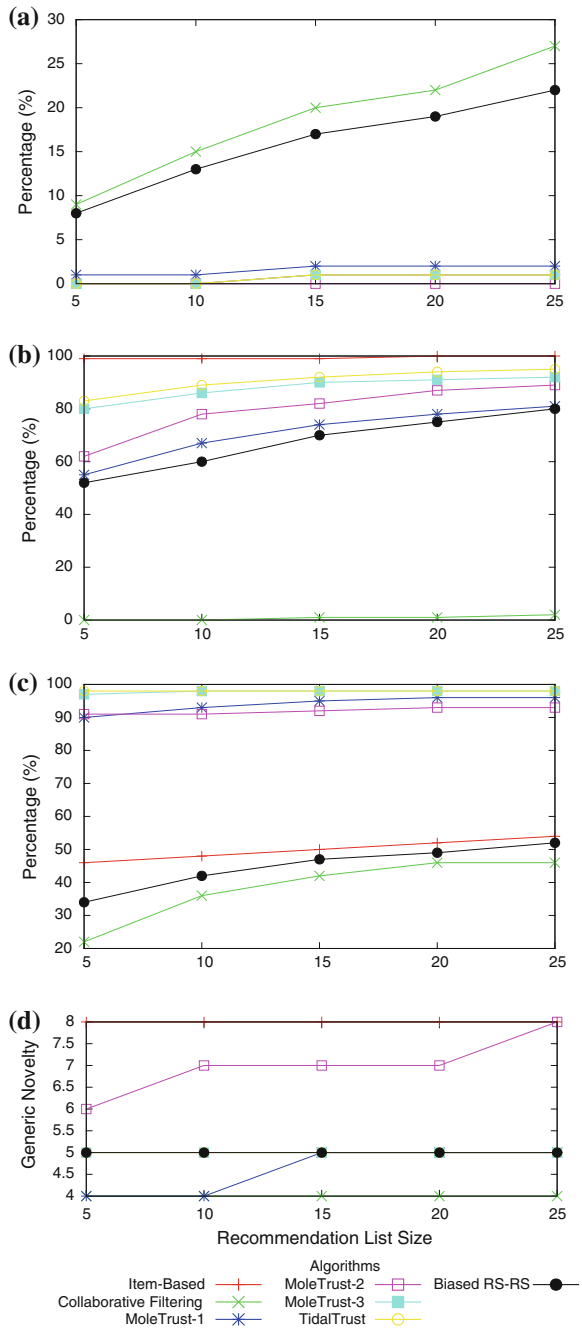 (a)
30
25
20
15
10
5
0
Percentage (%)
5 10 15 20 25
(b)
100
80
60
40
20
0
Percentage (%)
5 10 15 20 25
(c)
100
90
80
70
60
50
40
30
20
Percentage (%)
5 10 15 20 25
(d)
8
7.5
7
6.5
6
5.5
5
4.5
4
Generic Novelty
5 10 15 20 25
Recommendation List Size
Algorithms
Item-Based MoleTrust-2 Biased RS-RS
Collaborative Filtering MoleTrust-3
MoleTrust-1 TidalTrust